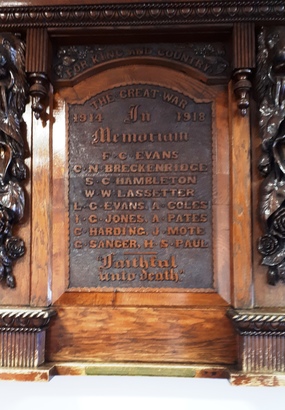 FOR KING AND COUNTRY
THE GREAT WAR
1914 In 1918
Memoriam
F. C. EVANS
C. N. BRECKENRIDGE
S. C. HAMBLETON
W. W. LASSETTER
L. C. EVANS, A. COLES
JONES, A. PATES
C. HARDING, J. MOTE
C. SANGER, H. S. PAUL
"Faithful
unto death"